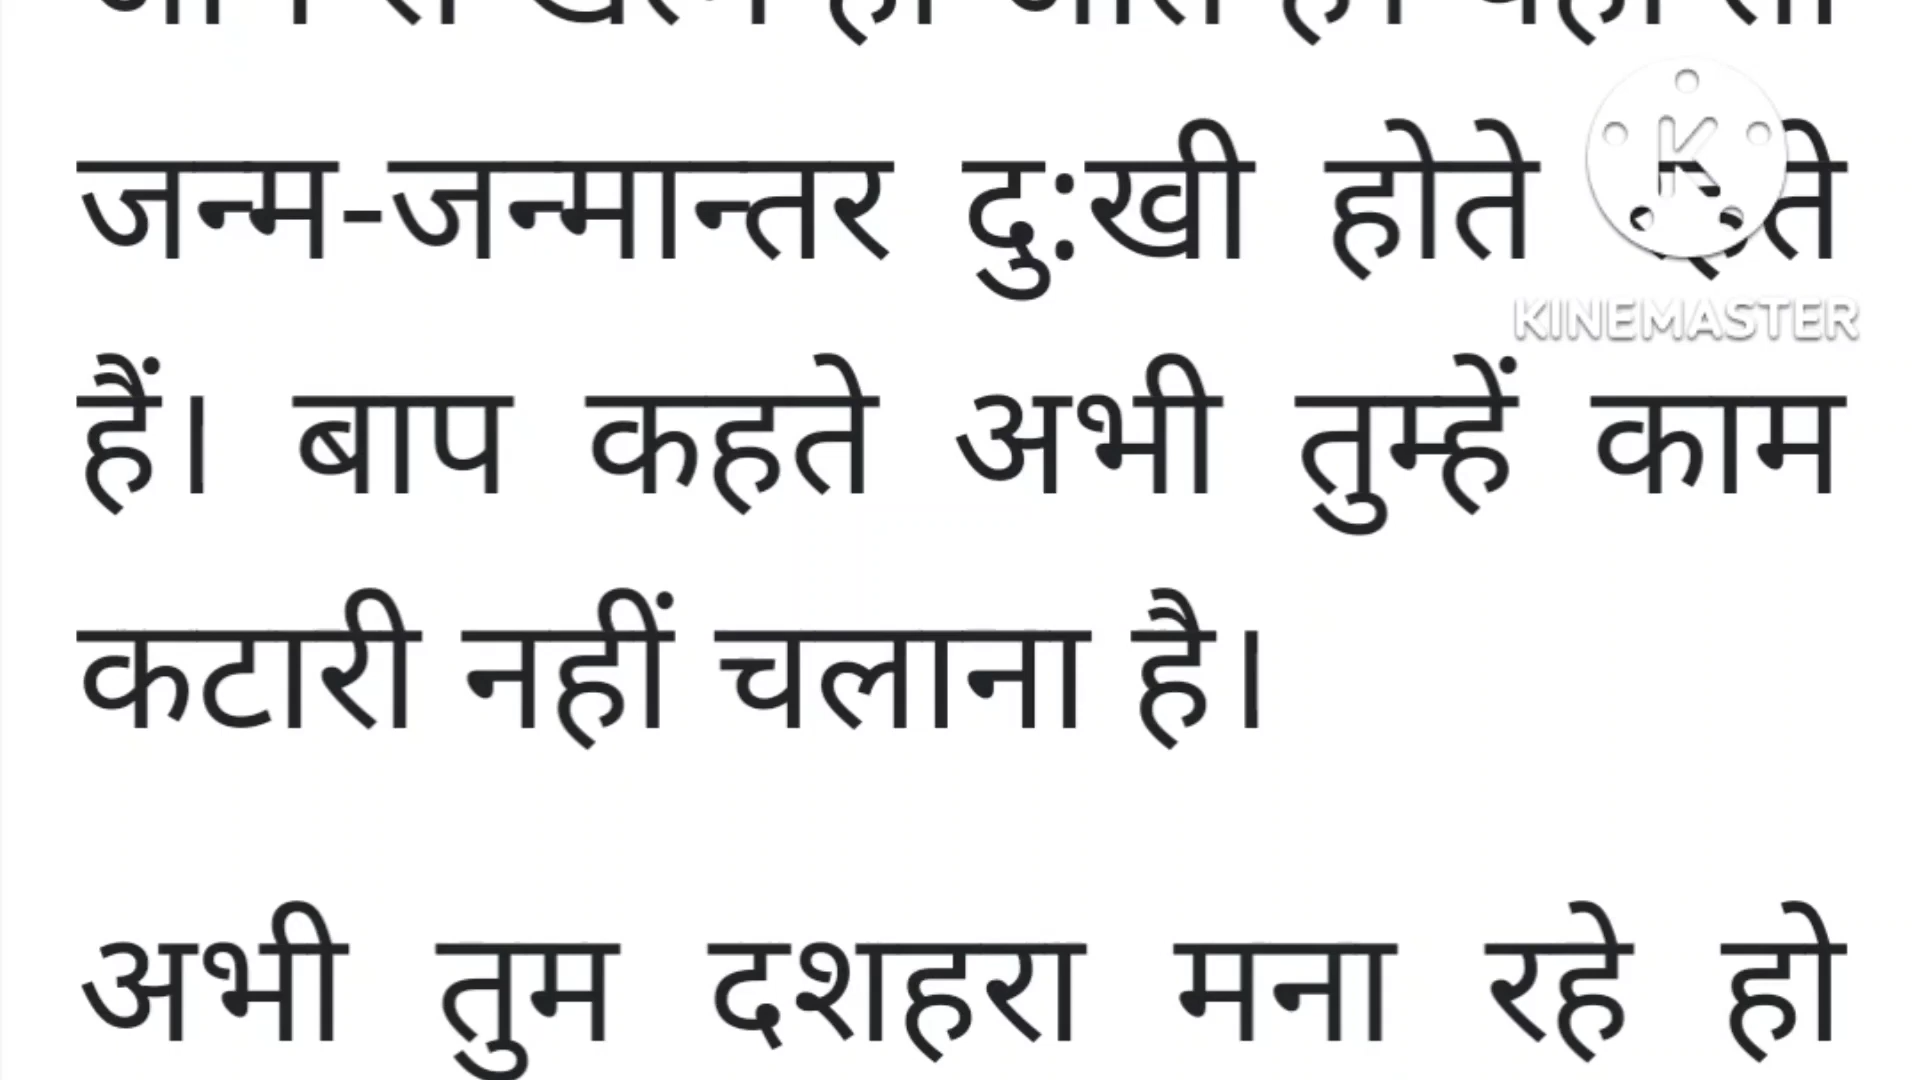 जन्म-जन्मान्तर दु:खी होते
KINEMASTER
हैं। बाप कहते अभी तुम्हें काम
कटारी नहीं चलाना है।
अभी तुम दशहरा मना रहे हो